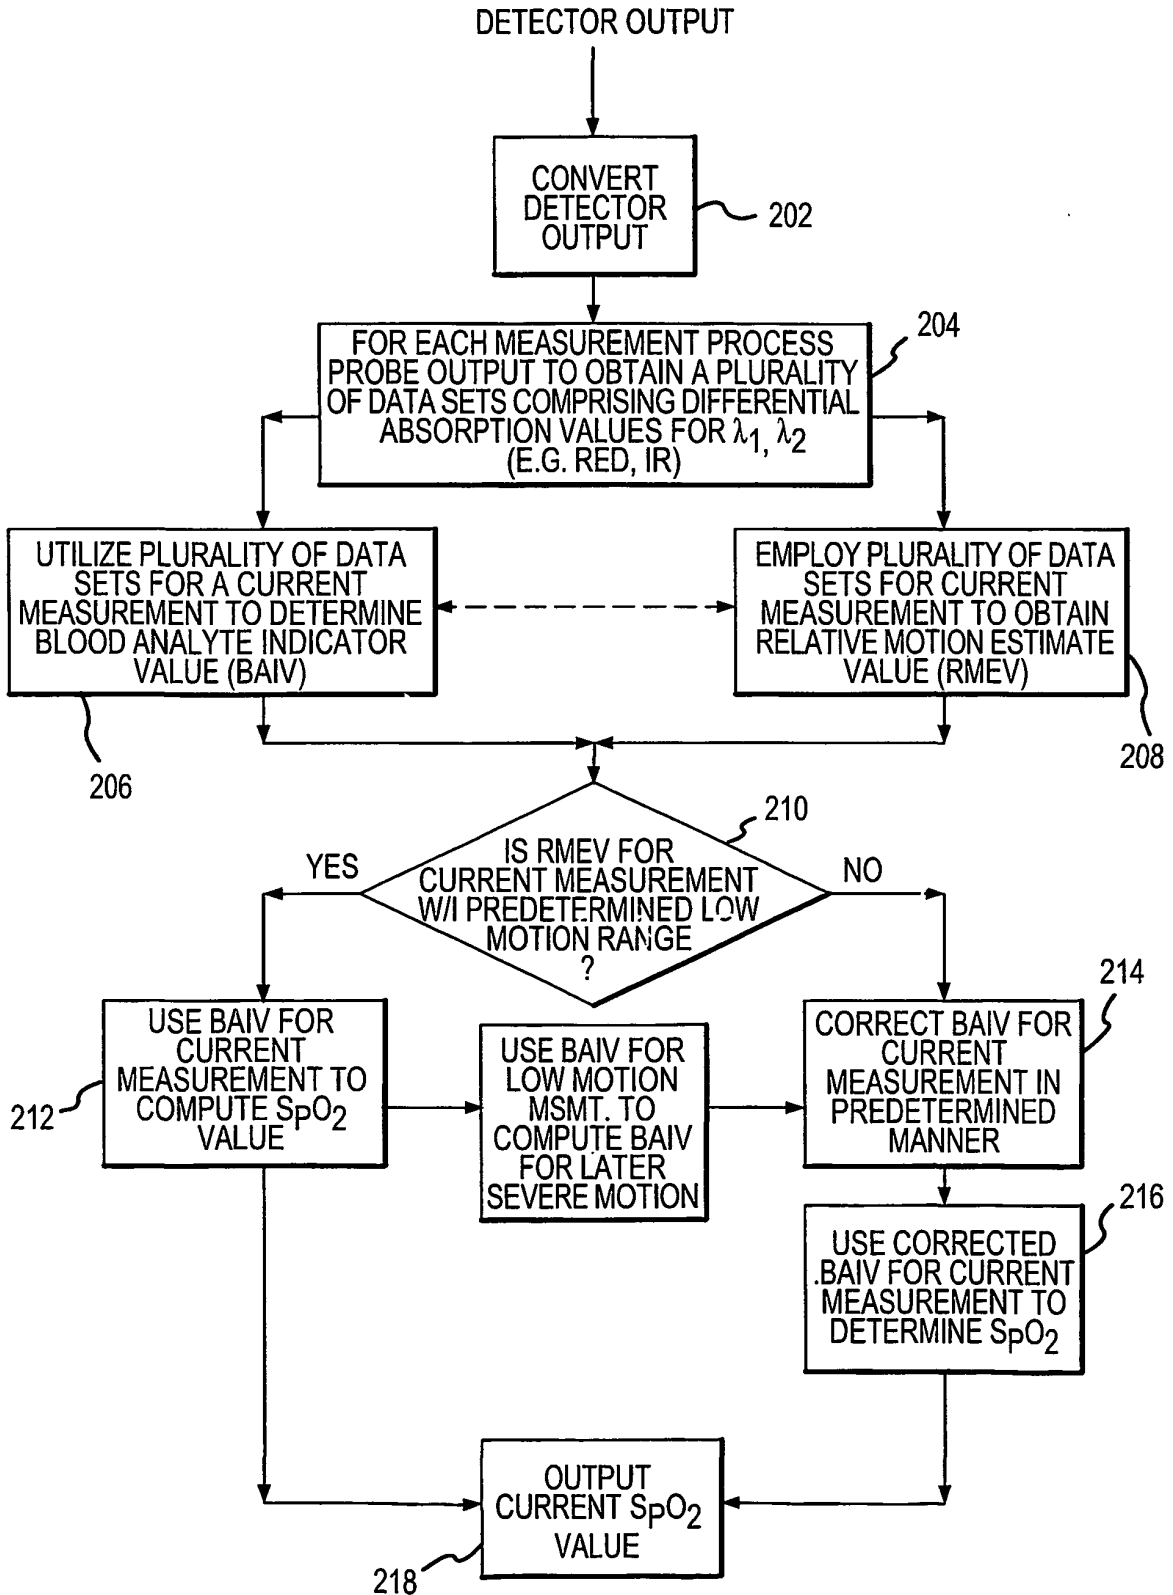 DETECTOR OUTPUT
CONVERT
DETECTOR
OUTPUT
202
204
FOR EACH MEASUREMENT PROCESS
PROBE OUTPUT TO OBTAIN A PLURALITY
OF DATA SETS COMPRISING DIFFERENTIAL
ABSORPTION VALUES FOR λ1, λ2
(E.G. RED, IR)
UTILIZE PLURALITY OF DATA
SETS FOR A CURRENT
MEASUREMENT TO DETERMINE
BLOOD ANALYTE INDICATOR
VALUE (BAIV)
206
EMPLOY PLURALITY OF DATA
SETS FOR CURRENT
MEASUREMENT TO OBTAIN
RELATIVE MOTION ESTIMATE
VALUE (RMEV)
208
210
IS RMEV FOR
CURRENT MEASUREMENT
W/I PREDETERMINED LOW
MOTION RANGE
?
YES
NO
USE BAIV FOR
CURRENT
MEASUREMENT TO
COMPUTE SpO2
VALUE
212
USE BAIV FOR
LOW MOTION
MSMT. TO
COMPUTE BAIV
FOR LATER
SEVERE MOTION
214
CORRECT BAIV FOR
CURRENT
MEASUREMENT IN
PREDETERMINED
MANNER
216
USE CORRECTED
.BAIV FOR CURRENT
MEASUREMENT TO
DETERMINE SpO2
OUTPUT
CURRENT SpO2
VALUE
218